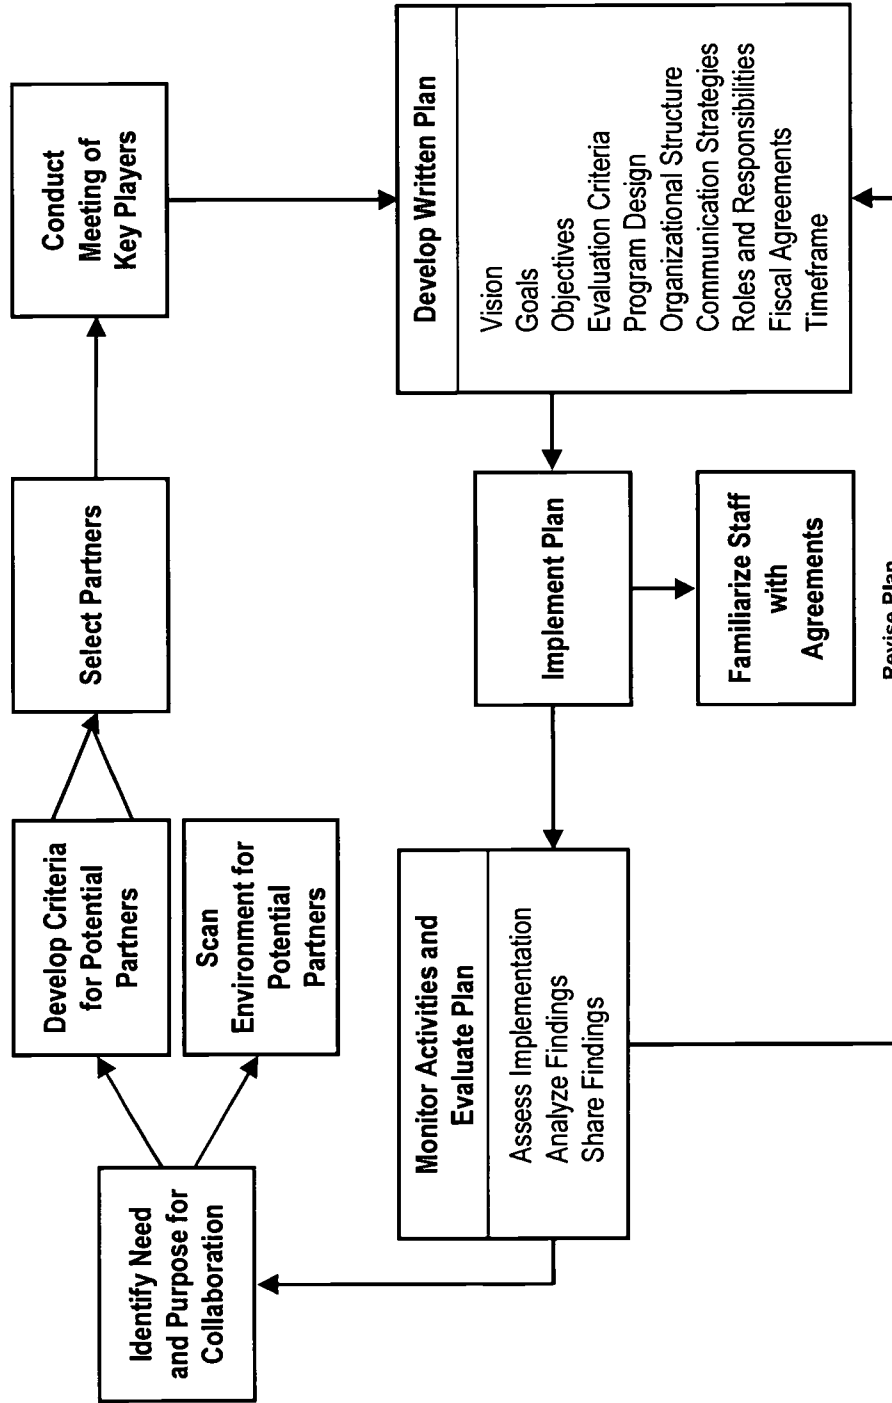 Identify Need
and Purpose for
Collaboration
Develop Criteria
for Potential
Partners
Scan
Environment for
Potential
Partners
Select Partners
Conduct
Meeting of
Key Players
Monitor Activities and
Evaluate Plan
Assess Implementation
Analyze Findings
Share Findings
Implement Plan
Familiarize Staff
with
Agreements
Develop Written Plan
Vision
Goals
Objectives
Evaluation Criteria
Program Design
Organizational Structure
Communication Strategies
Roles and Responsibilities
Fiscal Agreements
Timeframe
Revise Plan